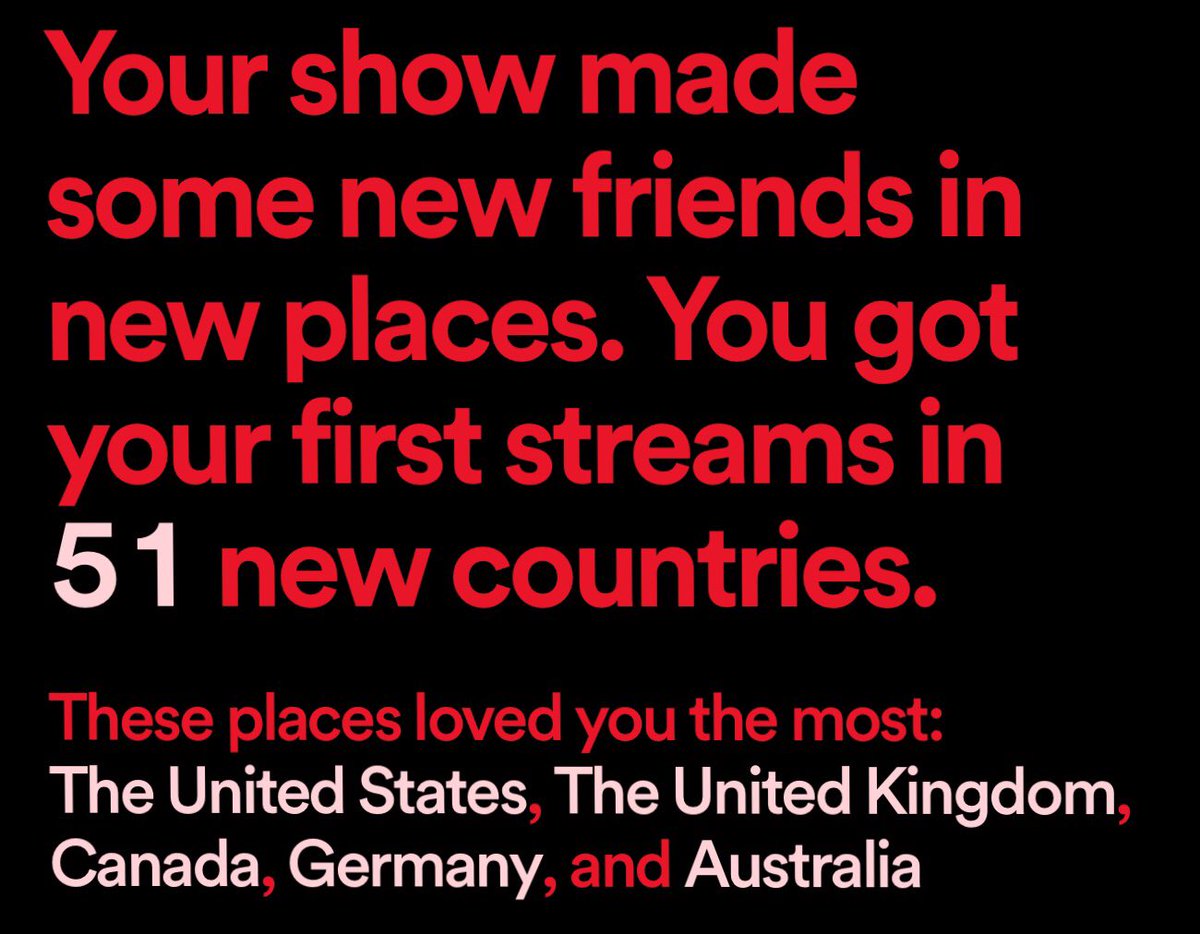 Your show made
some new friends in
new places. You got
your first streams in
51 new countries.
These places loved you the most:
The United States, The United Kingdom,
Canada, Germany, and Australia